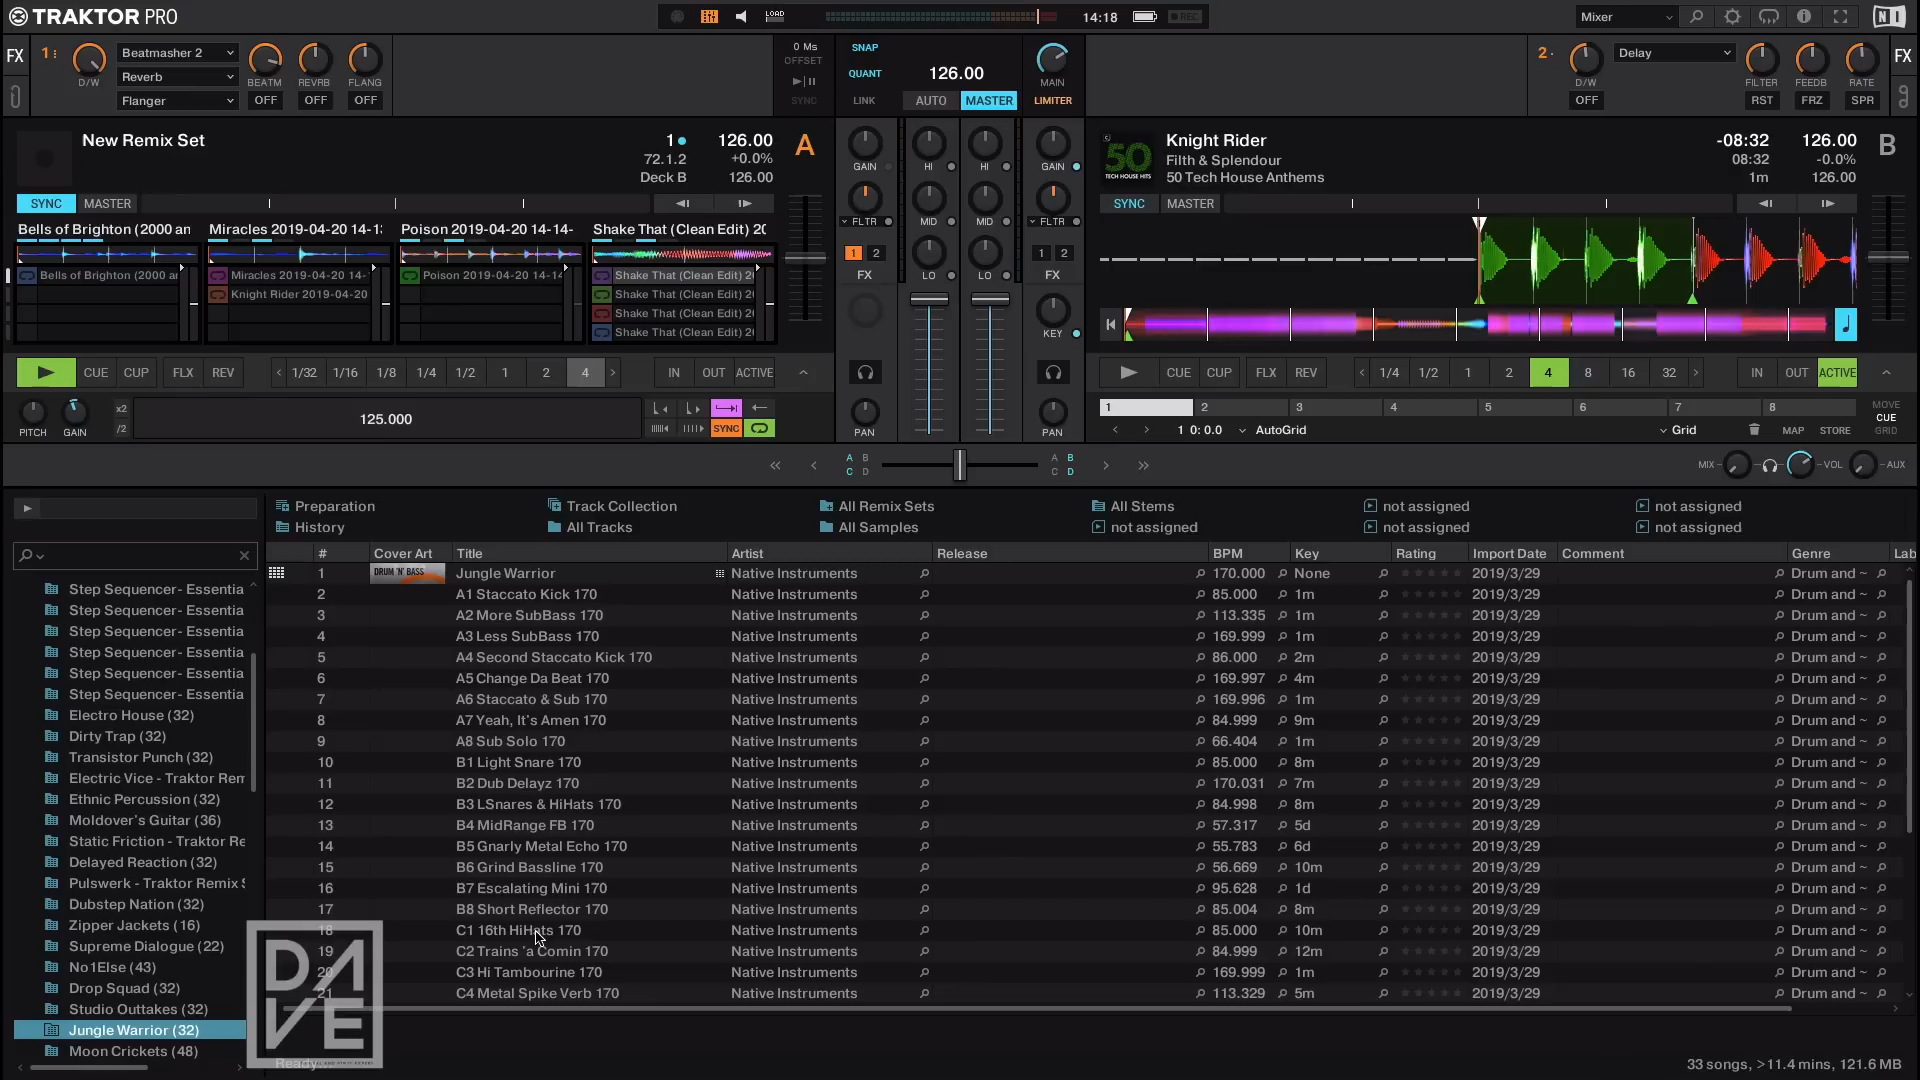 TRAKTOR PRO
LOAD
14:18
REC
Mixer
FX
1
D/W
Beatmasher 2
Reverb
Flanger
BEATM
REVRB
FLANG
OFF
OFF
OFF
0 Ms
OFFSET
SYNC
SNAP
QUANT
LINK
126.00
AUTO
MASTER
MAIN
LIMITER
2
D/W
OFF
Delay
FILTER
FEEDB
RATE
RST
FRZ
SPR
FX
New Remix Set
1
126.00
72.1.2
+0.0%
Deck B
126.00
A
SYNC
MASTER
Bells of Brighton (2000 an
Miracles 2019-04-20 14-1
Poison 2019-04-20 14-14-
Shake That (Clean Edit) 20
Bells of Brighton (2000 a
Miracles 2019-04-20 14-
Poison 2019-04-20 14-14
Shake That (Clean Edit) 2
Knight Rider 2019-04-20
Shake That (Clean Edit) 2
Shake That (Clean Edit) 2
Shake That (Clean Edit) 2
CUE
CUP
FLX
REV
1/32
1/16
1/8
1/4
1/2
1
2
4
IN
OUT
ACTIVE
PITCH
GAIN
x2
/2
125.000
SYNC
GAIN
HI
HI
GAIN
FLTR
MID
MID
FLTR
1
2
FX
LO
LO
1
2
FX
KEY
PAN
PAN
50
TECH HOUSE HITS
Knight Rider
Filth & Splendour
50 Tech House Anthems
-08:32
126.00
08:32
-0.0%
1m
126.00
B
SYNC
MASTER
CUE
CUP
FLX
REV
1/4
1/2
1
2
4
8
16
32
IN
OUT
ACTIVE
1
2
3
4
5
6
7
8
1 0: 0.0
AutoGrid
Grid
MAP
STORE
MOVE
CUE
GRID
A B
C D
A B
C D
MIX
VOL
AUX
Preparation
Track Collection
All Remix Sets
All Stems
not assigned
not assigned
History
All Tracks
All Samples
not assigned
not assigned
not assigned
Step Sequencer- Essentia
Step Sequencer- Essentia
Step Sequencer- Essentia
Step Sequencer- Essentia
Step Sequencer- Essentia
Step Sequencer- Essentia
Electro House (32)
Dirty Trap (32)
Transistor Punch (32)
Electric Vice - Traktor Rem
Ethnic Percussion (32)
Moldover's Guitar (36)
Static Friction - Traktor Re
Delayed Reaction (32)
Pulswerk - Traktor Remix S
Dubstep Nation (32)
Zipper Jackets (16)
Supreme Dialogue (22)
No1Else (43)
Drop Squad (32)
Studio Outtakes (32)
Jungle Warrior (32)
Moon Crickets (48)
# Cover Art Title Artist Release BPM Key Rating Import Date Comment Genre Lab
1 DRUM 'N' BASS Jungle Warrior Native Instruments 170.000 None 2019/3/29 Drum and ~
2 A1 Staccato Kick 170 Native Instruments 85.000 1m 2019/3/29 Drum and ~
3 A2 More SubBass 170 Native Instruments 113.335 1m 2019/3/29 Drum and ~
4 A3 Less SubBass 170 Native Instruments 169.999 1m 2019/3/29 Drum and ~
5 A4 Second Staccato Kick 170 Native Instruments 86.000 2m 2019/3/29 Drum and ~
6 A5 Change Da Beat 170 Native Instruments 169.997 4m 2019/3/29 Drum and ~
7 A6 Staccato & Sub 170 Native Instruments 169.996 1m 2019/3/29 Drum and ~
8 A7 Yeah, It's Amen 170 Native Instruments 84.999 9m 2019/3/29 Drum and ~
9 A8 Sub Solo 170 Native Instruments 66.404 1m 2019/3/29 Drum and ~
10 B1 Light Snare 170 Native Instruments 85.000 8m 2019/3/29 Drum and ~
11 B2 Dub Delayz 170 Native Instruments 170.031 7m 2019/3/29 Drum and ~
12 B3 LSnares & HiHats 170 Native Instruments 84.998 8m 2019/3/29 Drum and ~
13 B4 MidRange FB 170 Native Instruments 57.317 5d 2019/3/29 Drum and ~
14 B5 Gnarly Metal Echo 170 Native Instruments 55.783 6d 2019/3/29 Drum and ~
15 B6 Grind Bassline 170 Native Instruments 56.669 10m 2019/3/29 Drum and ~
16 B7 Escalating Mini 170 Native Instruments 95.628 1d 2019/3/29 Drum and ~
17 B8 Short Reflector 170 Native Instruments 85.004 8m 2019/3/29 Drum and ~
18 C1 16th HiHats 170 Native Instruments 85.000 10m 2019/3/29 Drum and ~
19 C2 Trains 'a Comin 170 Native Instruments 84.999 12m 2019/3/29 Drum and ~
20 C3 Hi Tambourine 170 Native Instruments 169.999 1m 2019/3/29 Drum and ~
21 C4 Metal Spike Verb 170 Native Instruments 113.329 5m 2019/3/29 Drum and ~
DAVE
Ready...
33 songs, >11.4 mins, 121.6 MB